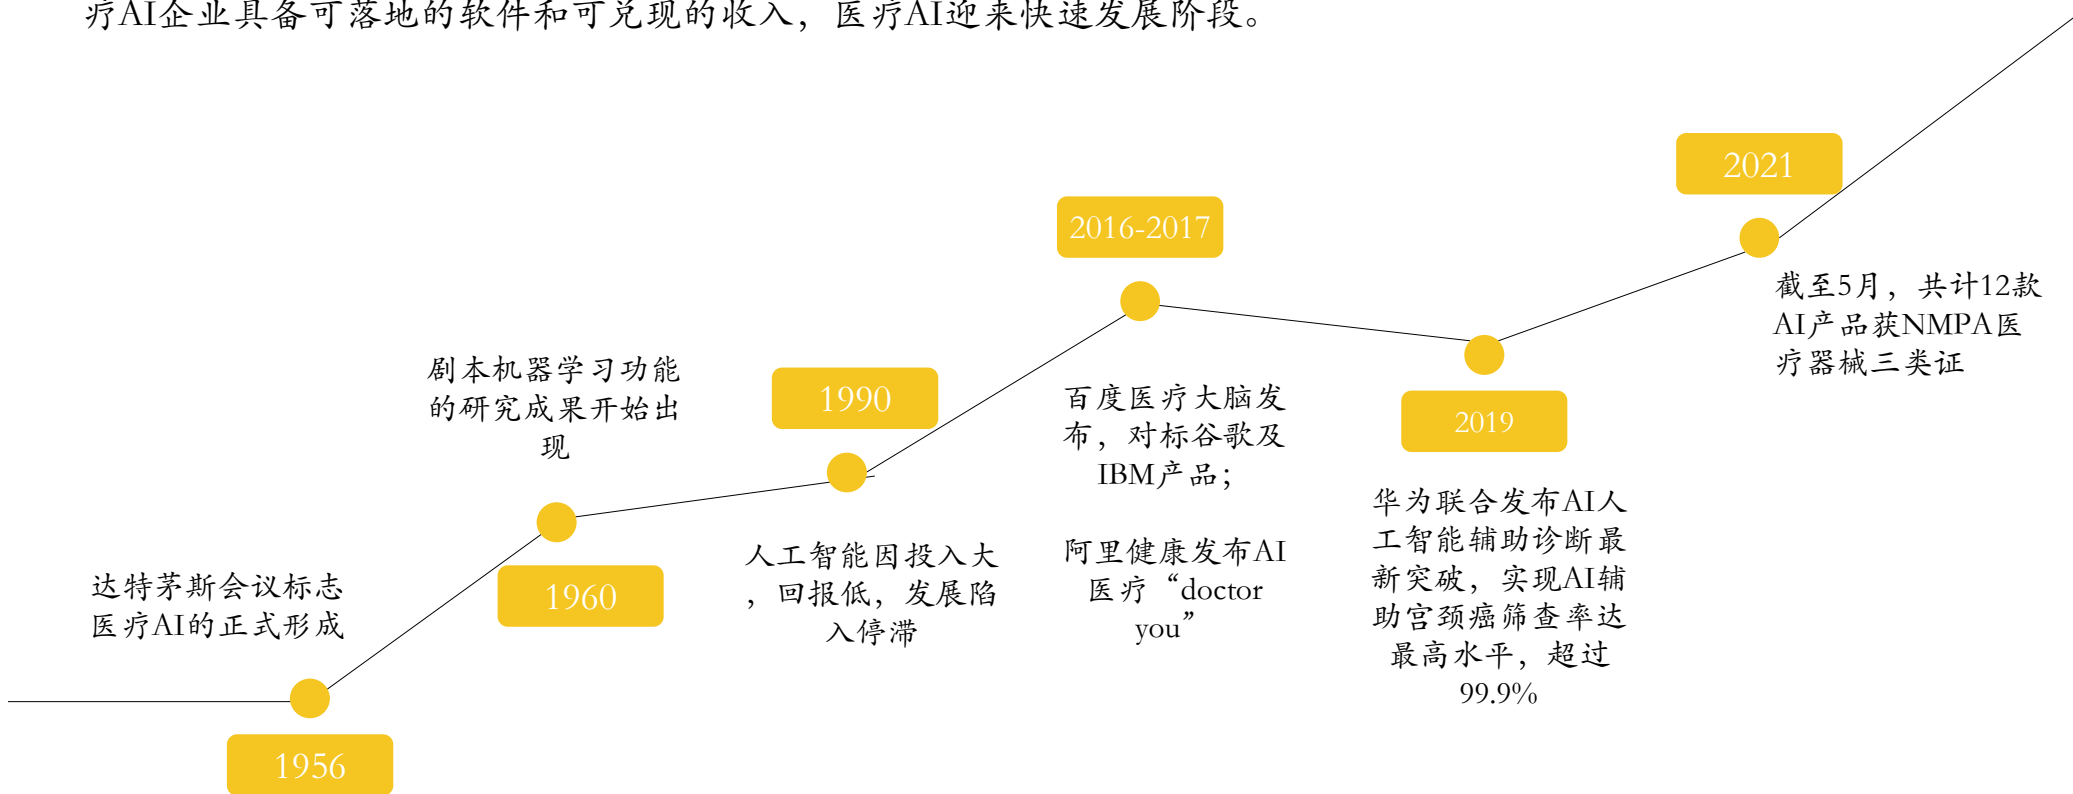 疗AI企业具备可落地的软件和可兑现的收入，医疗AI迎来快速发展阶段。
达特茅斯会议标志
医疗AI的正式形成
1956
剧本机器学习功能
的研究成果开始出
现
1960
1990
人工智能因投入大
，回报低，发展陷
入停滞
2016-2017
百度医疗大脑发
布，对标谷歌及
IBM产品；
阿里健康发布AI
医疗“doctor
you”
2019
华为联合发布AI人
工智能辅助诊断最
新突破，实现AI辅
助宫颈癌筛查率达
最高水平，超过
99.9%
2021
截至5月，共计12款
AI产品获NMPA医
疗器械三类证